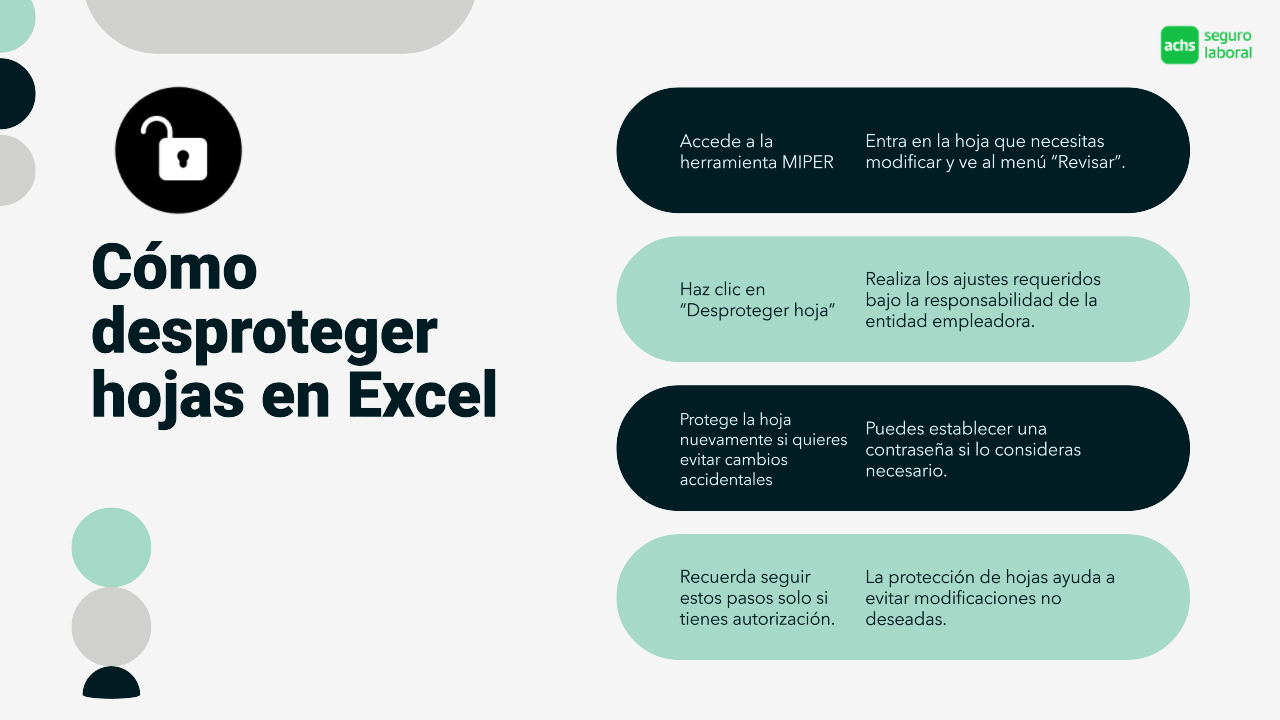 achs seguro
laboral
Cómo
desproteger
hojas en Excel
Accede a la
herramienta MIPER
Entra en la hoja que necesitas
modificar y ve al menú “Revisar”.
Haz clic en
“Desproteger hoja”
Realiza los ajustes requeridos
bajo la responsabilidad de la
entidad empleadora.
Protege la hoja
nuevamente si quieres
evitar cambios
accidentales
Puedes establecer una
contraseña si lo consideras
necesario.
Recuerda seguir
estos pasos solo si
tienes autorización.
La protección de hojas ayuda a
evitar modificaciones no
deseadas.